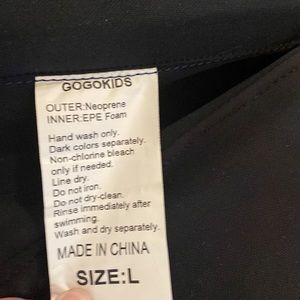 GOGOKIDS
OUTER:Neoprene
INNER:EPE Foam
Hand wash only.
Dark colors separately.
Non-chlorine bleach
only if needed.
Line dry.
Do not iron.
Do not dry-clean.
Rinse immediately after
swimming.
Wash and dry separately.
MADE IN CHINA
SIZE:L